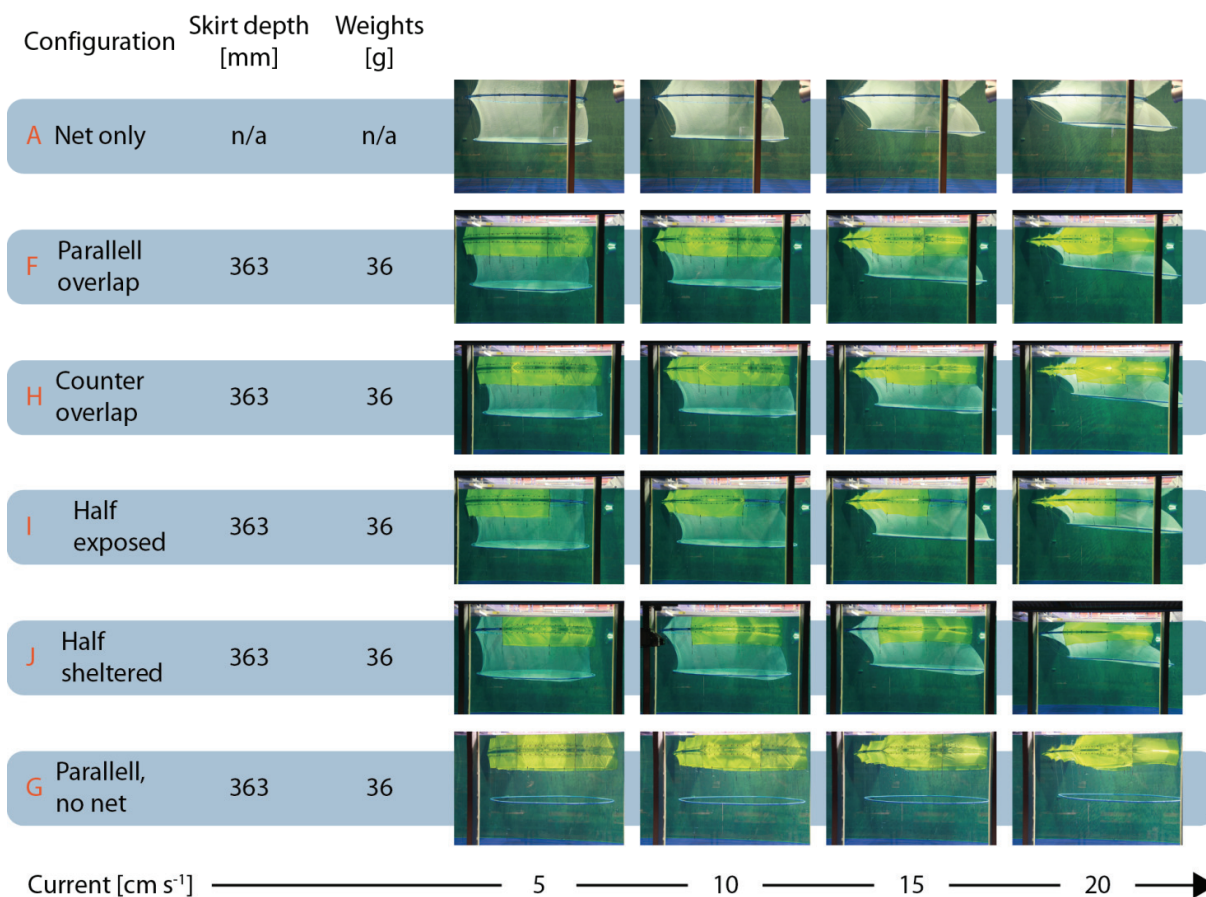 Configuration Skirt depth [mm] Weights [g]
A Net only n/a n/a
F Parallell overlap 363 36
H Counter overlap 363 36
I Half exposed 363 36
J Half sheltered 363 36
G Parallell, no net 363 36
Current [cm s⁻¹] 5 10 15 20